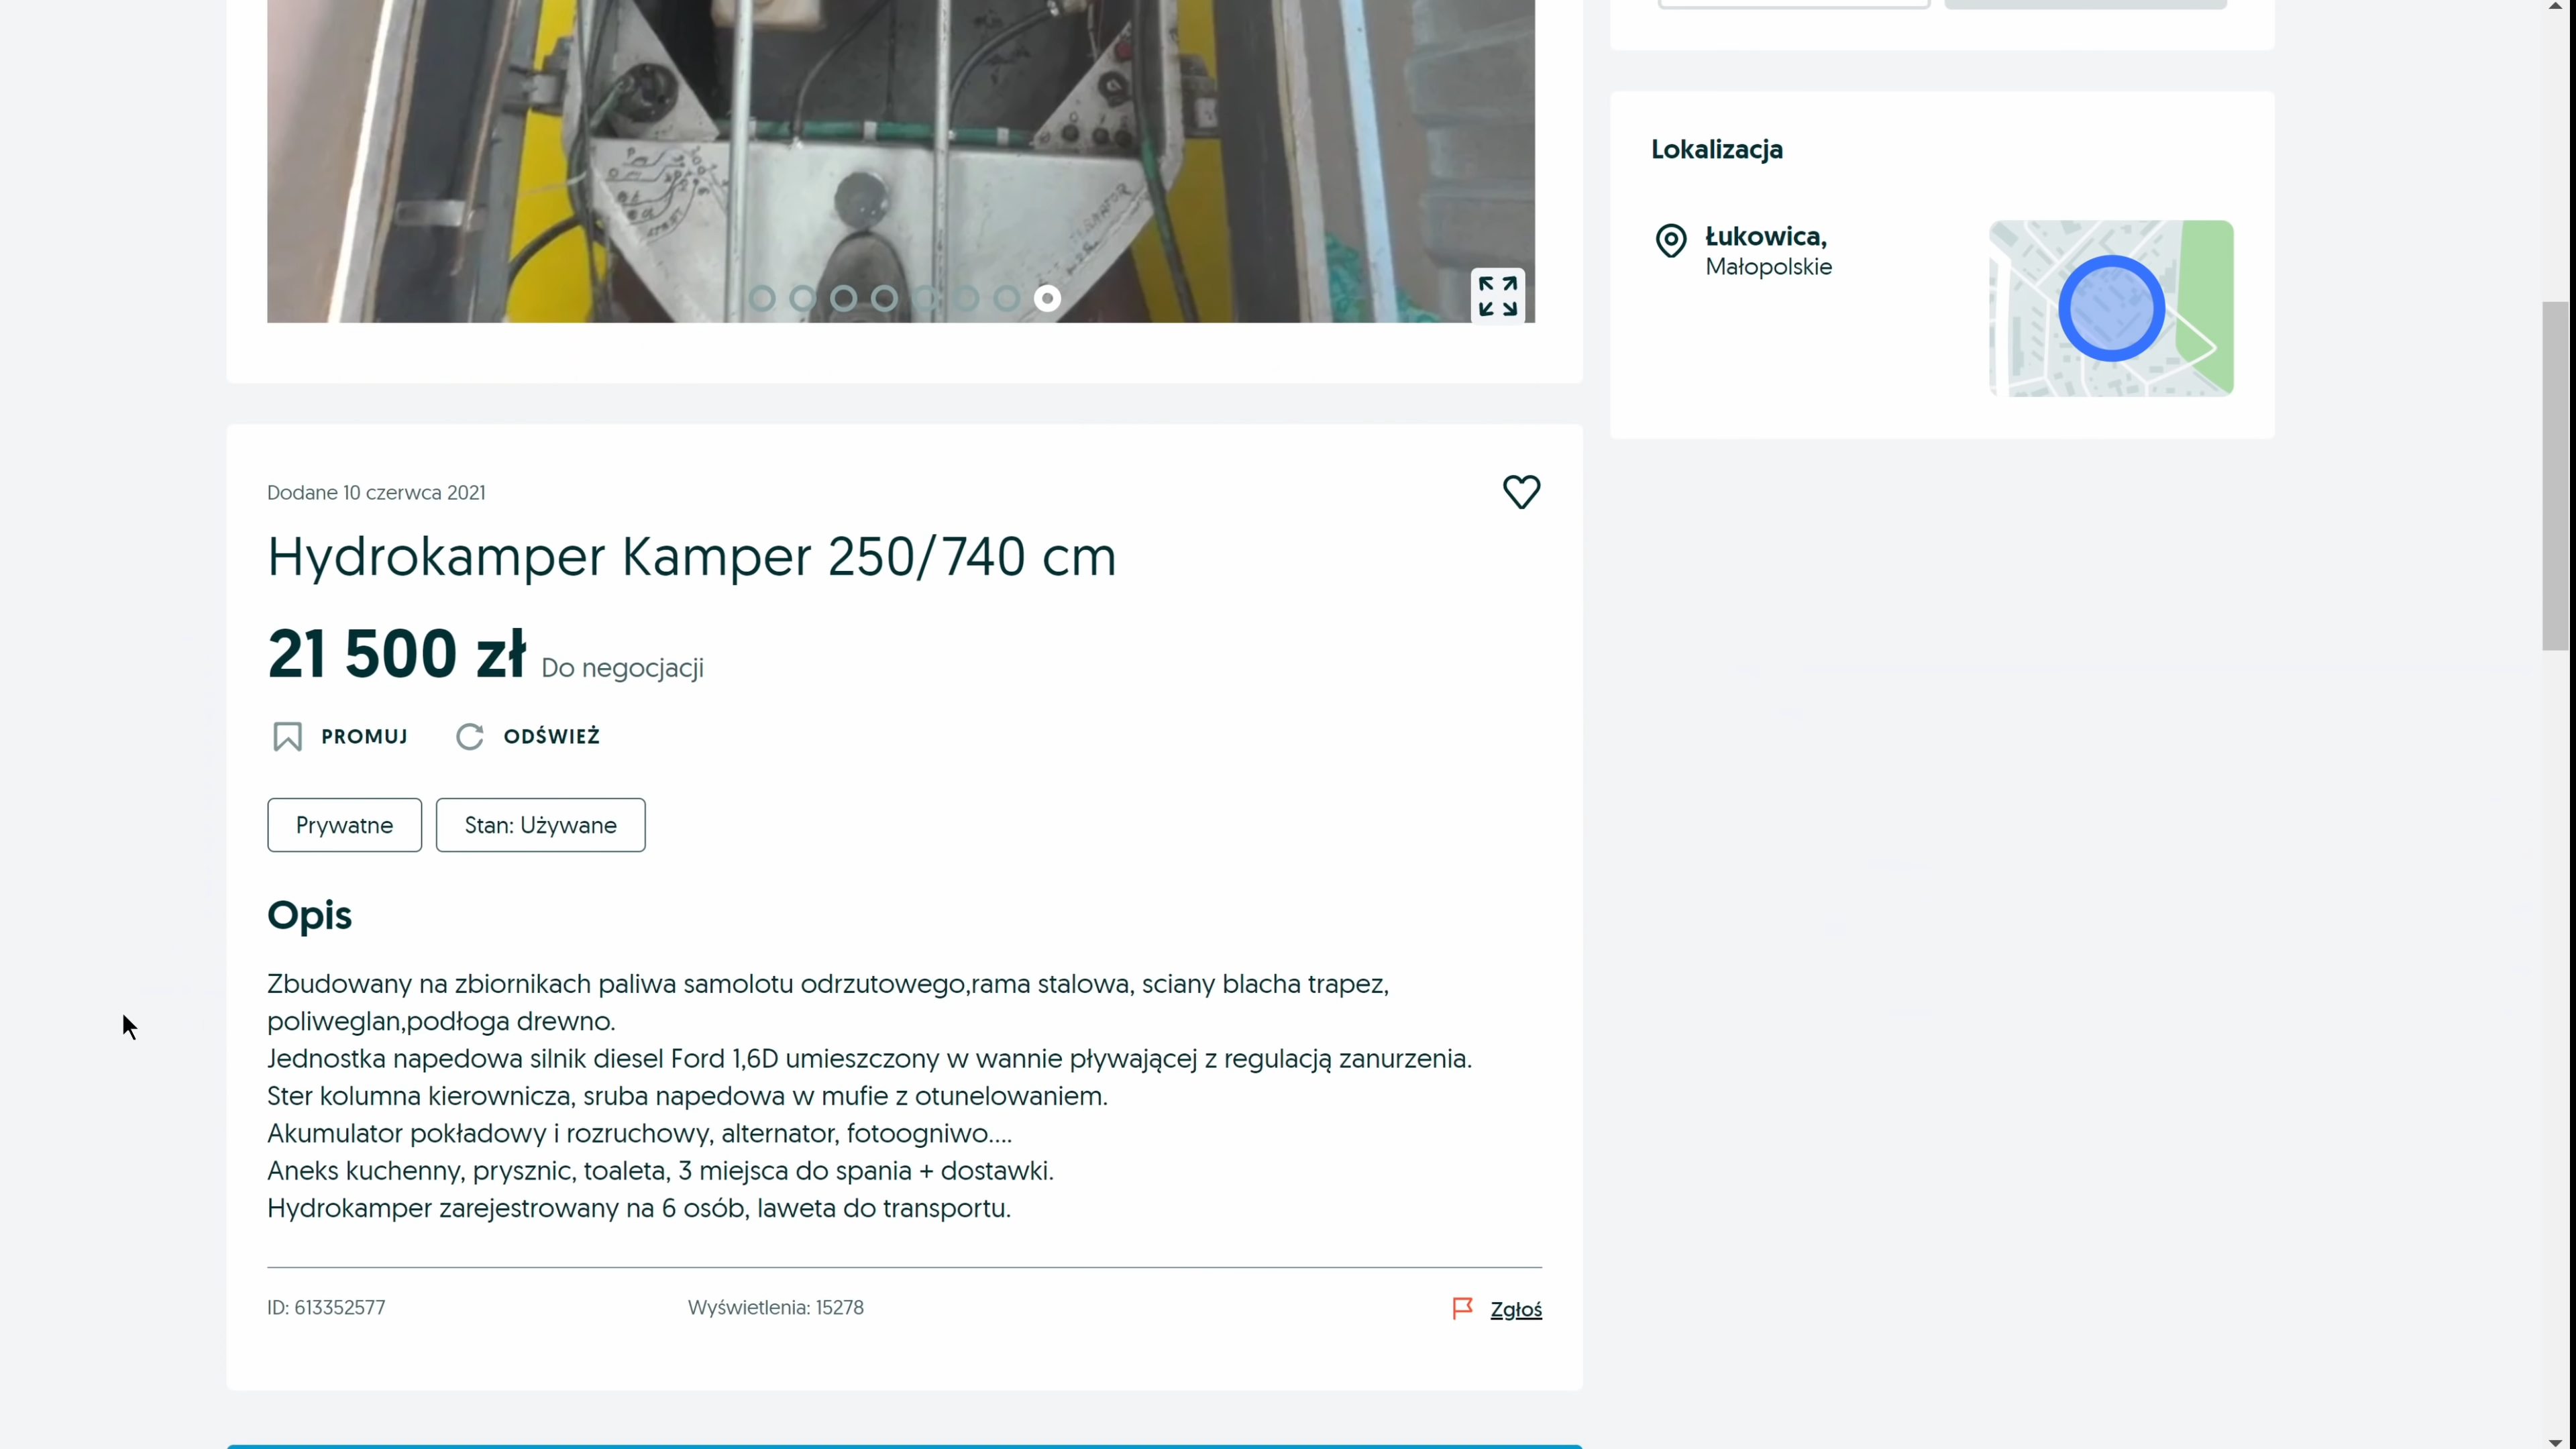 Lokalizacja
Łukowica,
Małopolskie
Dodane 10 czerwca 2021
Hydrokamper Kamper 250/740 cm
21 500 zł Do negocjacji
PROMUJ ODŚWIEŻ
Prywatne Stan: Używane
Opis
Zbudowany na zbiornikach paliwa samolotu odrzutowego,rama stalowa, sciany blacha trapez,
poliweglan,podłoga drewno.
Jednostka napedowa silnik diesel Ford 1,6D umieszczony w wannie pływającej z regulacją zanurzenia.
Ster kolumna kierownicza, sruba napedowa w mufie z otunelowaniem.
Akumulator pokładowy i rozruchowy, alternator, fotoogniwo....
Aneks kuchenny, prysznic, toaleta, 3 miejsca do spania + dostawki.
Hydrokamper zarejestrowany na 6 osób, laweta do transportu.
ID: 613352577 Wyświetlenia: 15278 Zgłoś